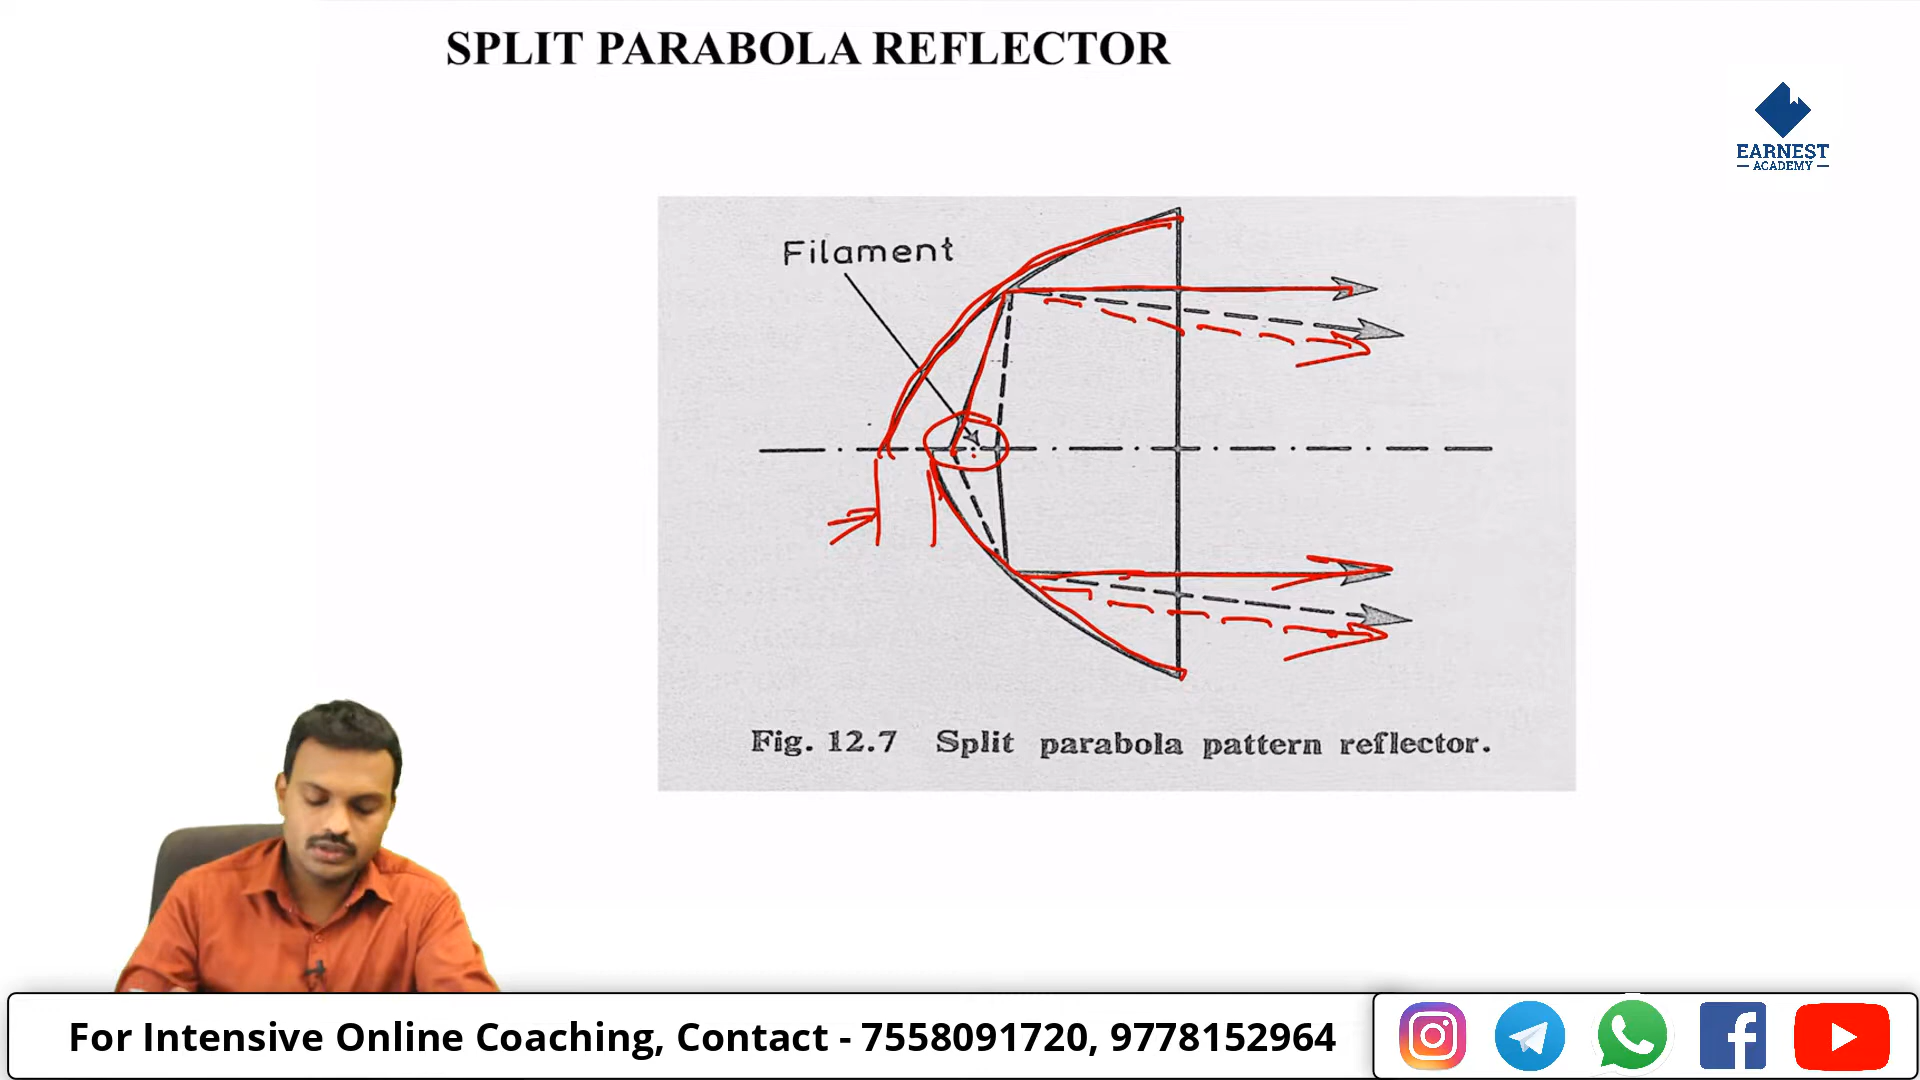 SPLIT PARABOLA REFLECTOR
EARNEST
ACADEMY
Filament
Fig. 12.7 Split parabola pattern reflector.
For Intensive Online Coaching, Contact - 7558091720, 9778152964